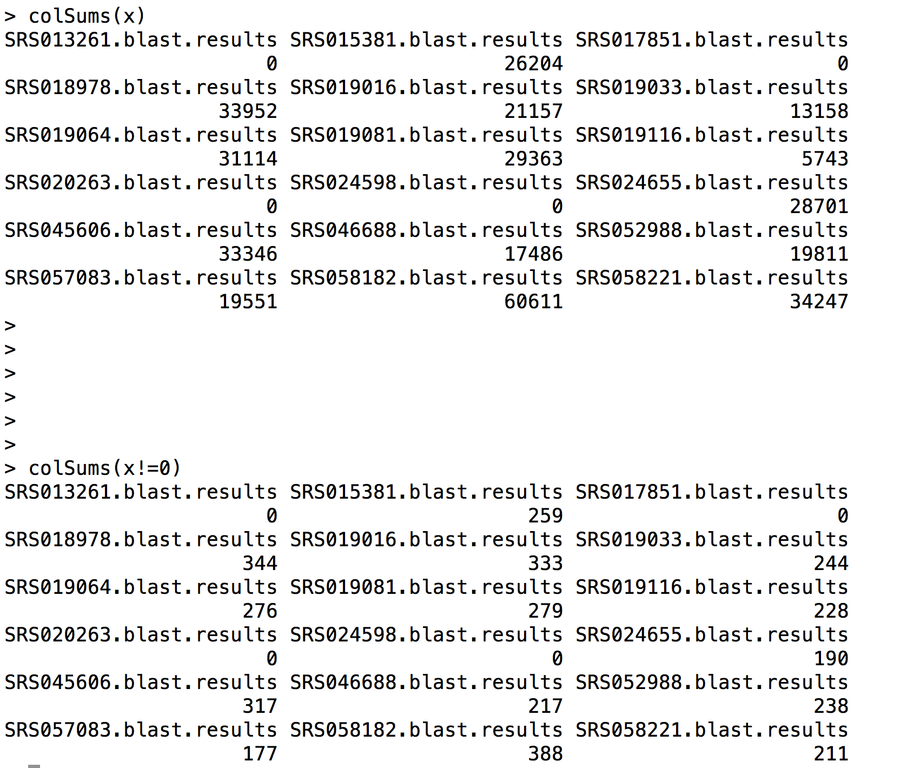 > colSums(x)
SRS013261.blast.results SRS015381.blast.results SRS017851.blast.results
0 26204 0
SRS018978.blast.results SRS019016.blast.results SRS019033.blast.results
33952 21157 13158
SRS019064.blast.results SRS019081.blast.results SRS019116.blast.results
31114 29363 5743
SRS020263.blast.results SRS024598.blast.results SRS024655.blast.results
0 0 28701
SRS045606.blast.results SRS046688.blast.results SRS052988.blast.results
33346 17486 19811
SRS057083.blast.results SRS058182.blast.results SRS058221.blast.results
19551 60611 34247
>
>
>
>
>
>
> colSums(x!=0)
SRS013261.blast.results SRS015381.blast.results SRS017851.blast.results
0 259 0
SRS018978.blast.results SRS019016.blast.results SRS019033.blast.results
344 333 244
SRS019064.blast.results SRS019081.blast.results SRS019116.blast.results
276 279 228
SRS020263.blast.results SRS024598.blast.results SRS024655.blast.results
0 0 190
SRS045606.blast.results SRS046688.blast.results SRS052988.blast.results
317 217 238
SRS057083.blast.results SRS058182.blast.results SRS058221.blast.results
177 388 211